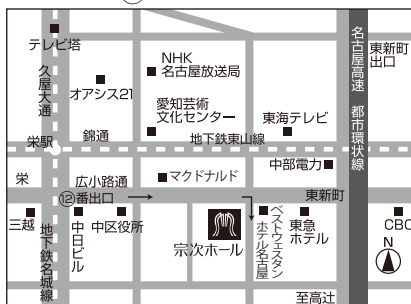 テレビ塔
久屋大通
NHK
名古屋放送局
オアシス21
愛知芸術
文化センター
東海テレビ
名古屋高速 都市環状線
東新町
出口
栄駅
錦通
地下鉄東山線
中部電力
栄
広小路通
マクドナルド
東新町
⑫番出口
三越
地下鉄名城線
中日ビル
中区役所
宗次ホール
ベストウェスタン
ホテル名古屋
東急
ホテル
CBC
N
至高辻